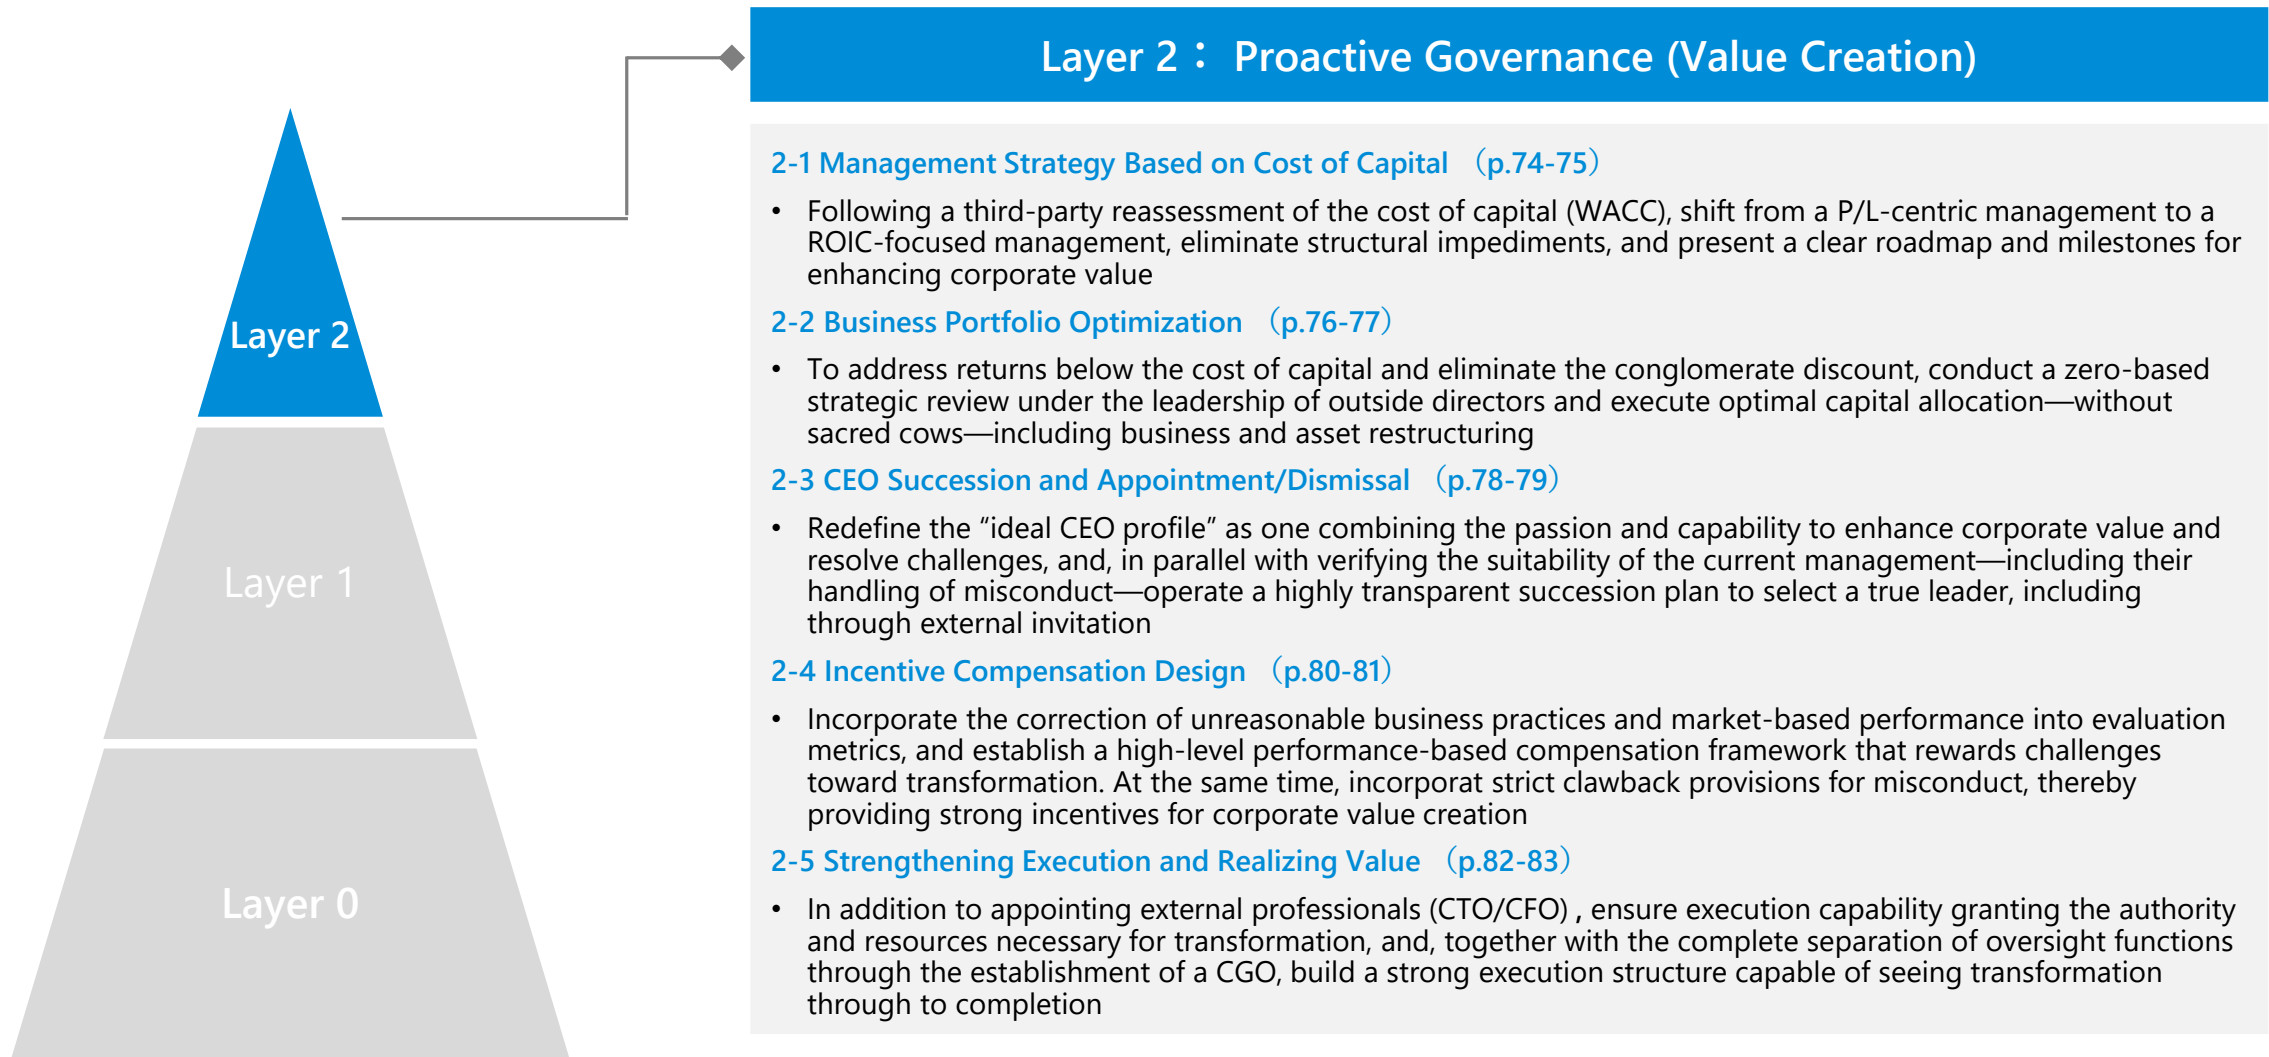 Layer 2： Proactive Governance (Value Creation)
Layer 2
Layer 1
Layer 0
2-1 Management Strategy Based on Cost of Capital （p.74-75）
• Following a third-party reassessment of the cost of capital (WACC), shift from a P/L-centric management to a
ROIC-focused management, eliminate structural impediments, and present a clear roadmap and milestones for
enhancing corporate value
2-2 Business Portfolio Optimization （p.76-77）
• To address returns below the cost of capital and eliminate the conglomerate discount, conduct a zero-based
strategic review under the leadership of outside directors and execute optimal capital allocation—without
sacred cows—including business and asset restructuring
2-3 CEO Succession and Appointment/Dismissal （p.78-79）
• Redefine the “ideal CEO profile” as one combining the passion and capability to enhance corporate value and
resolve challenges, and, in parallel with verifying the suitability of the current management—including their
handling of misconduct—operate a highly transparent succession plan to select a true leader, including
through external invitation
2-4 Incentive Compensation Design （p.80-81）
• Incorporate the correction of unreasonable business practices and market-based performance into evaluation
metrics, and establish a high-level performance-based compensation framework that rewards challenges
toward transformation. At the same time, incorporat strict clawback provisions for misconduct, thereby
providing strong incentives for corporate value creation
2-5 Strengthening Execution and Realizing Value （p.82-83）
• In addition to appointing external professionals (CTO/CFO) , ensure execution capability granting the authority
and resources necessary for transformation, and, together with the complete separation of oversight functions
through the establishment of a CGO, build a strong execution structure capable of seeing transformation
through to completion